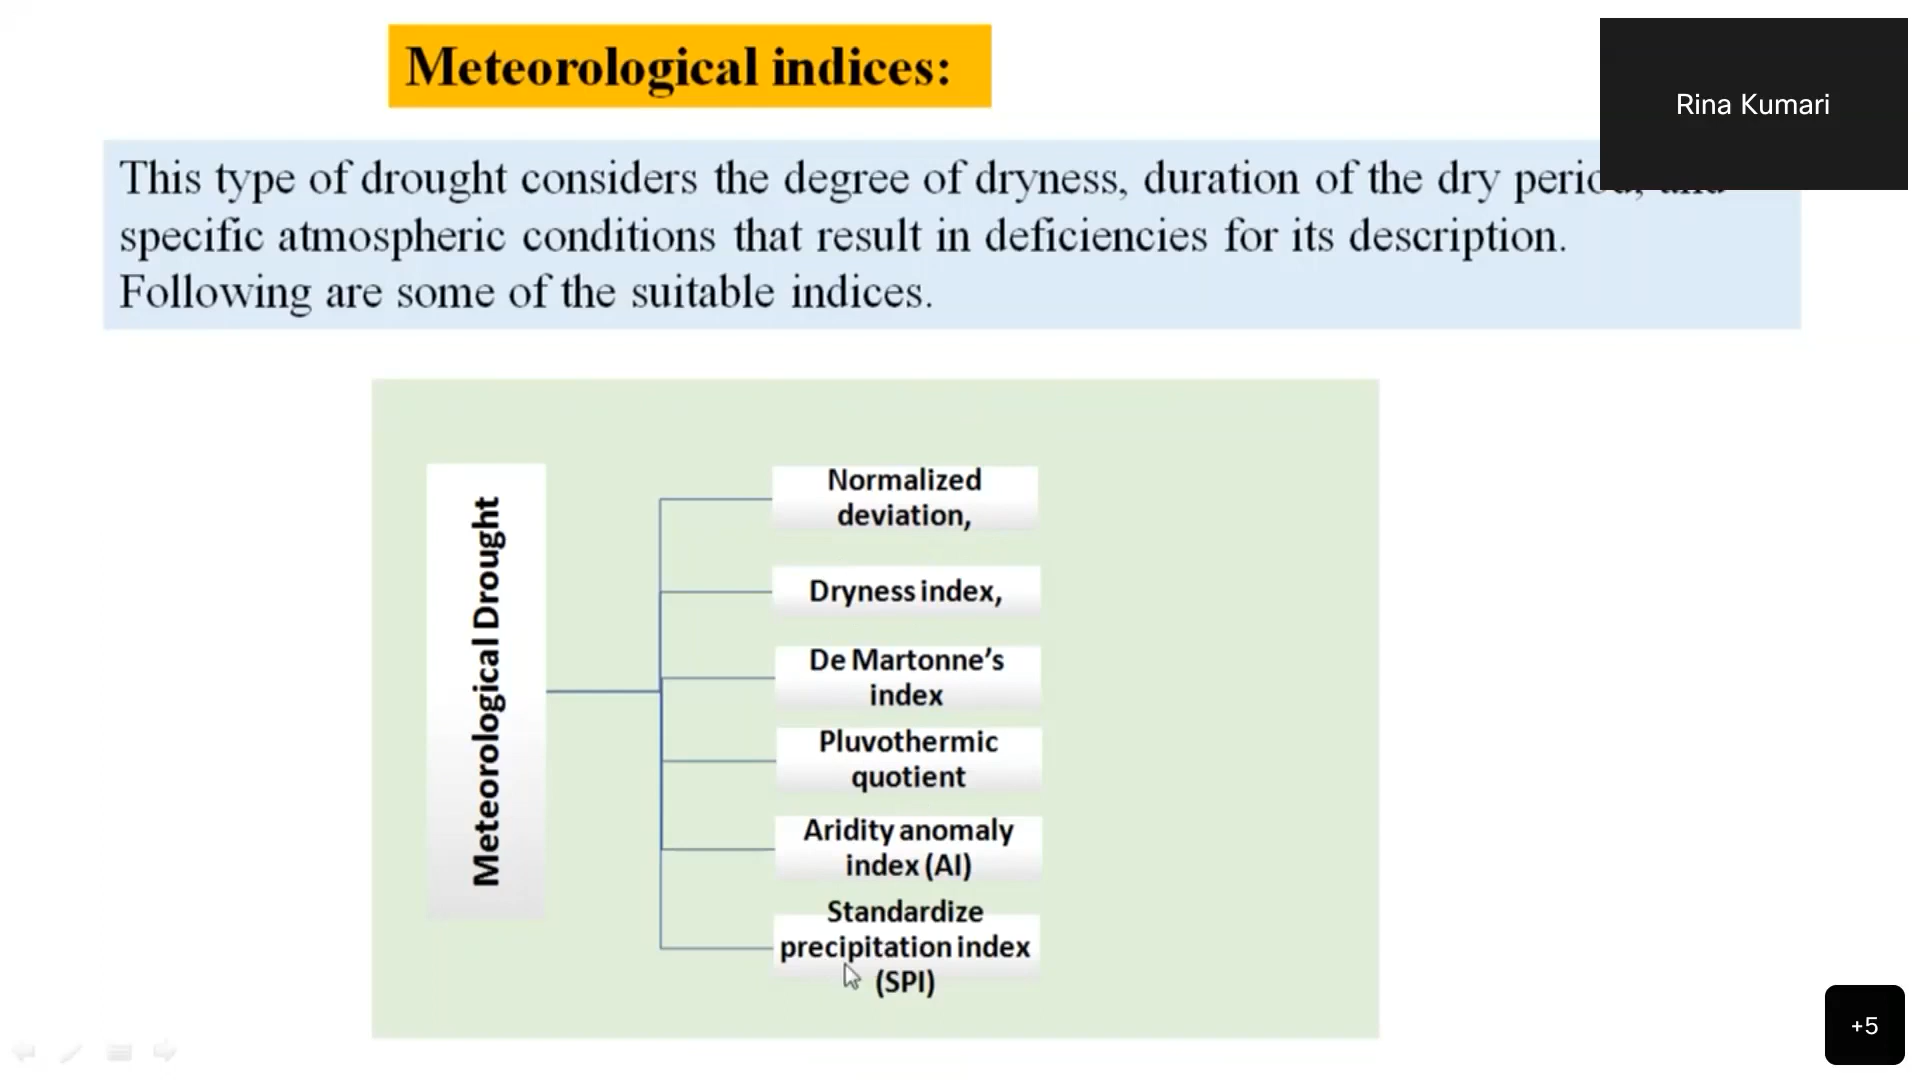 Meteorological indices:
Rina Kumari
This type of drought considers the degree of dryness, duration of the dry period, and
specific atmospheric conditions that result in deficiencies for its description.
Following are some of the suitable indices.
Meteorological Drought
Normalized
deviation,
Dryness index,
De Martonne’s
index
Pluvothermic
quotient
Aridity anomaly
index (AI)
Standardize
precipitation index
(SPI)
+5